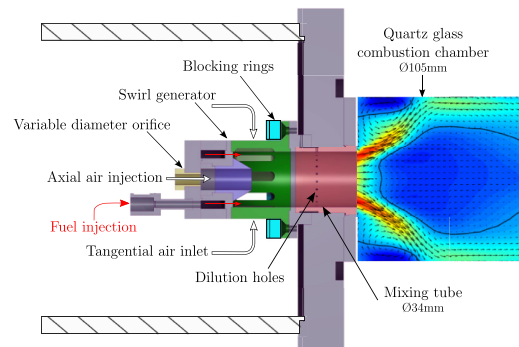 Quartz glass
combustion chamber
Ø105mm
Blocking rings
Swirl generator
Variable diameter orifice
Axial air injection
Fuel injection
Tangential air inlet
Dilution holes
Mixing tube
Ø34mm